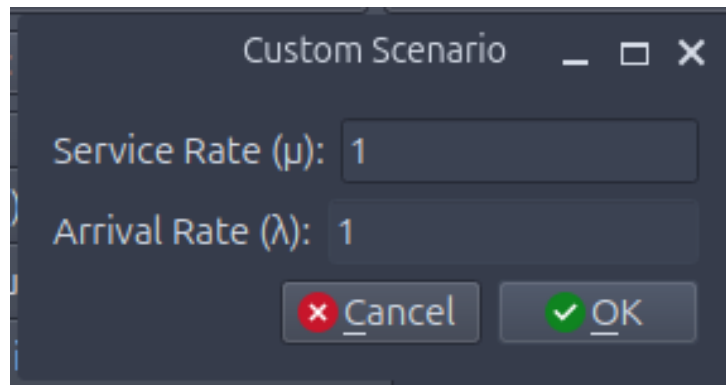 Custom Scenario
Service Rate (μ): 1
Arrival Rate (λ): 1
Cancel OK